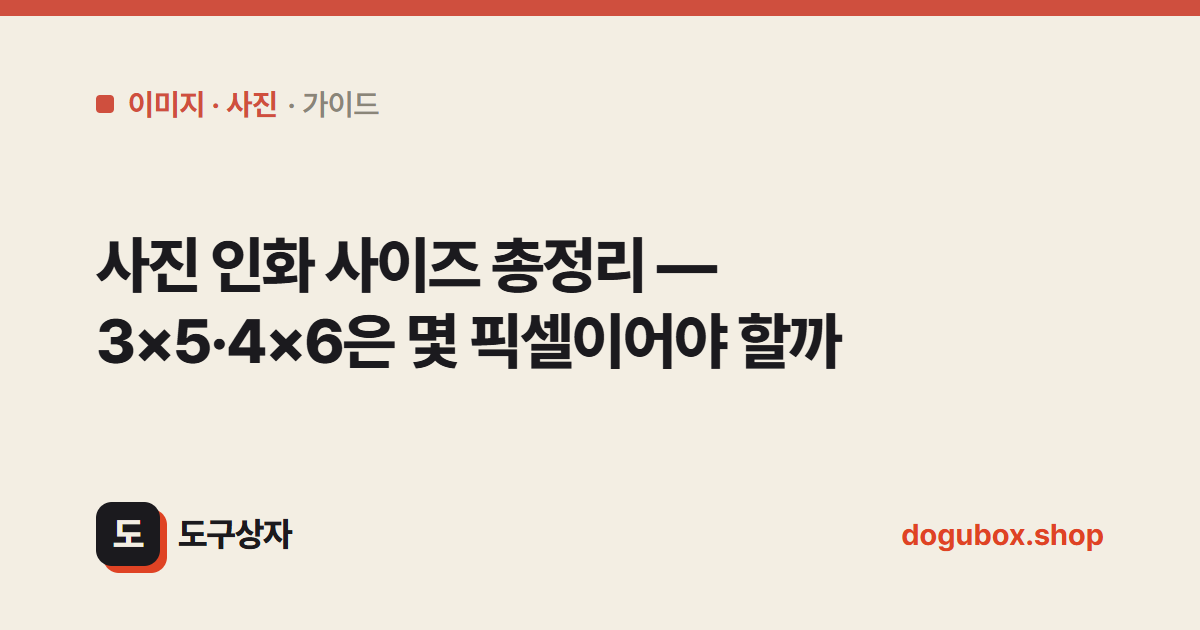 이미지 · 사진 · 가이드
사진 인화 사이즈 총정리 —
3×5·4×6은 몇 픽셀이어야 할까
도 도구상자
dogubox.shop